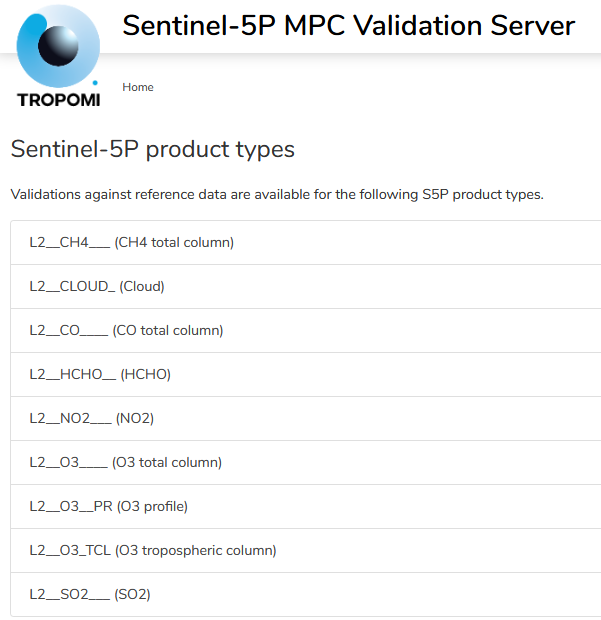 Sentinel-5P MPC Validation Server
TROPOMI
Home
Sentinel-5P product types
Validations against reference data are available for the following S5P product types.
L2__CH4___ (CH4 total column)
L2__CLOUD_ (Cloud)
L2__CO____ (CO total column)
L2__HCHO__ (HCHO)
L2__NO2___ (NO2)
L2__O3____ (O3 total column)
L2__O3__PR (O3 profile)
L2__O3_TCL (O3 tropospheric column)
L2__SO2___ (SO2)